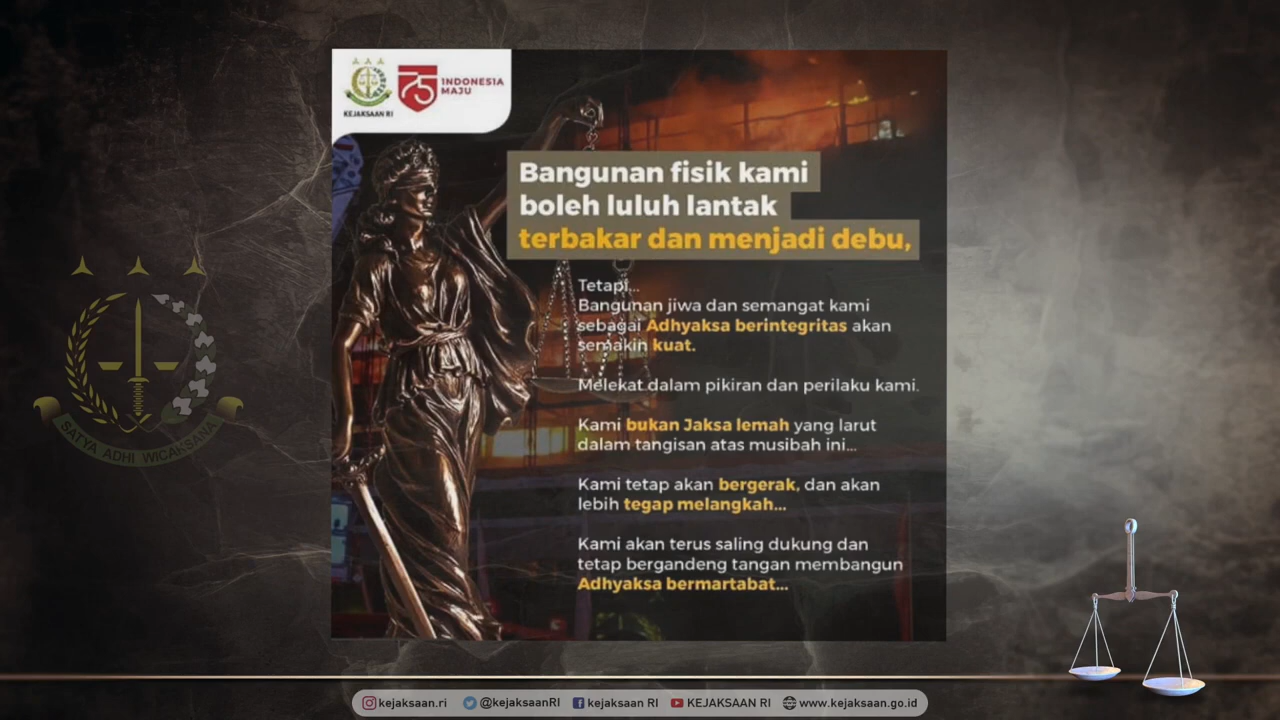 KEJAKSAAN RI
75 INDONESIA
MAJU
Bangunan fisik kami
boleh luluh lantak
terbakar dan menjadi debu,
Tetapi...
Bangunan jiwa dan semangat kami
sebagai Adhyaksa berintegritas akan
semakin kuat.
Melekat dalam pikiran dan perilaku kami.
Kami bukan Jaksa lemah yang larut
dalam tangisan atas musibah ini...
Kami tetap akan bergerak, dan akan
lebih tegap melangkah...
Kami akan terus saling dukung dan
tetap bergandeng tangan membangun
Adhyaksa bermartabat...
SATYA ADHI WICAKSANA
kejaksaan.ri @kejaksaanRI kejaksaan RI KEJAKSAAN RI www.kejaksaan.go.id